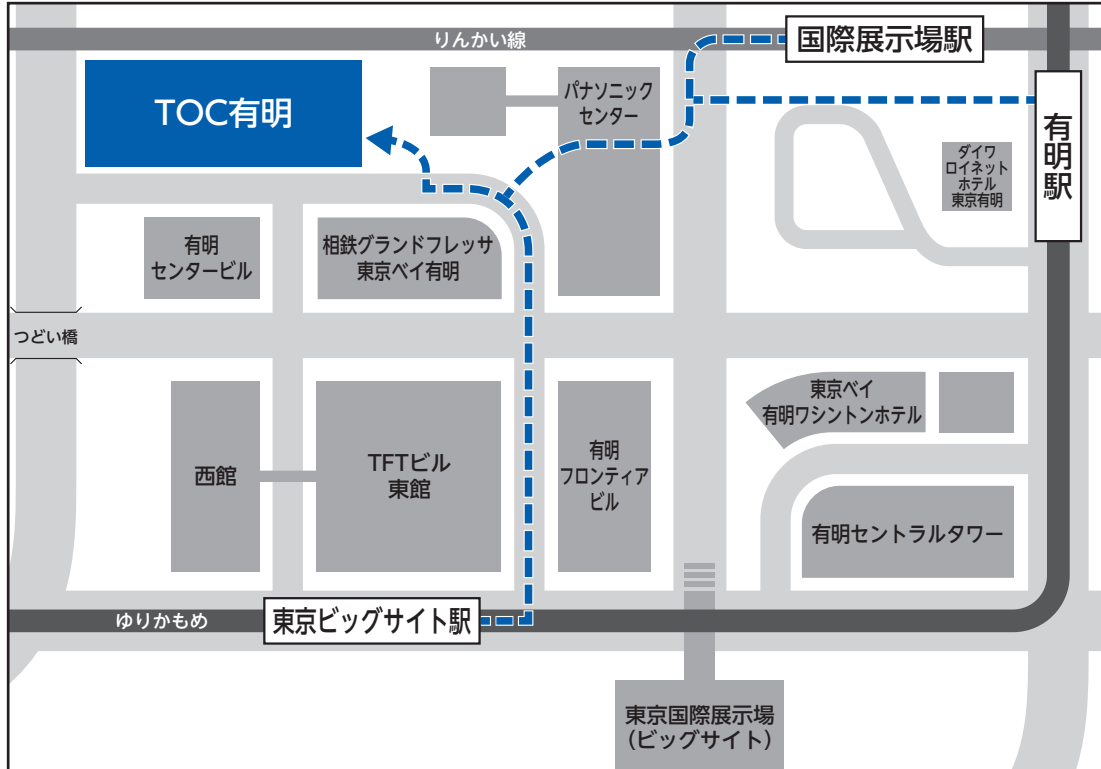 りんかい線
国際展示場駅
TOC有明
パナソニック
センター
有明駅
ダイワ
ロイネット
ホテル
東京有明
有明
センタービル
相鉄グランドフレッサ
東京ベイ有明
つどい橋
東京ベイ
有明ワシントンホテル
西館
TFTビル
東館
有明
フロンティア
ビル
有明セントラルタワー
ゆりかもめ
東京ビッグサイト駅
東京国際展示場
(ビッグサイト)